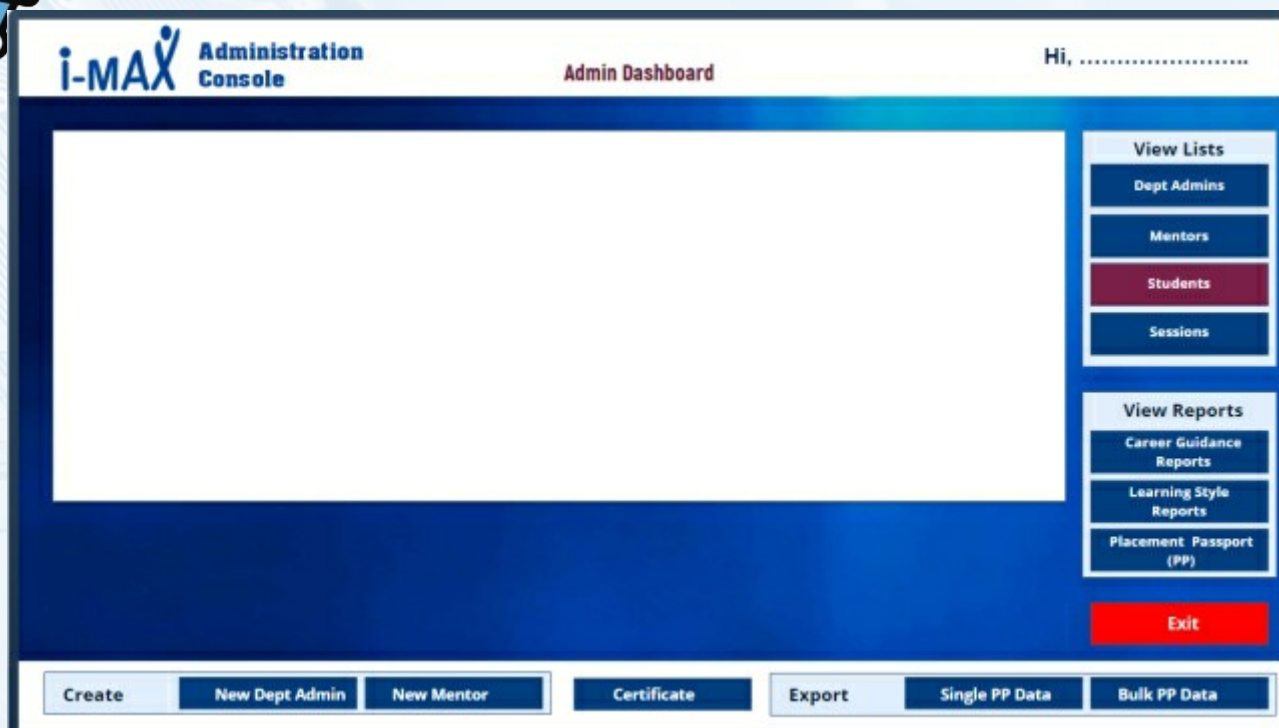 i-MAX
Administration
Console
Admin Dashboard
Hi, .......................
View Lists
Dept Admins
Mentors
Students
Sessions
View Reports
Career Guidance
Reports
Learning Style
Reports
Placement Passport
(PP)
Exit
Create
New Dept Admin
New Mentor
Certificate
Export
Single PP Data
Bulk PP Data